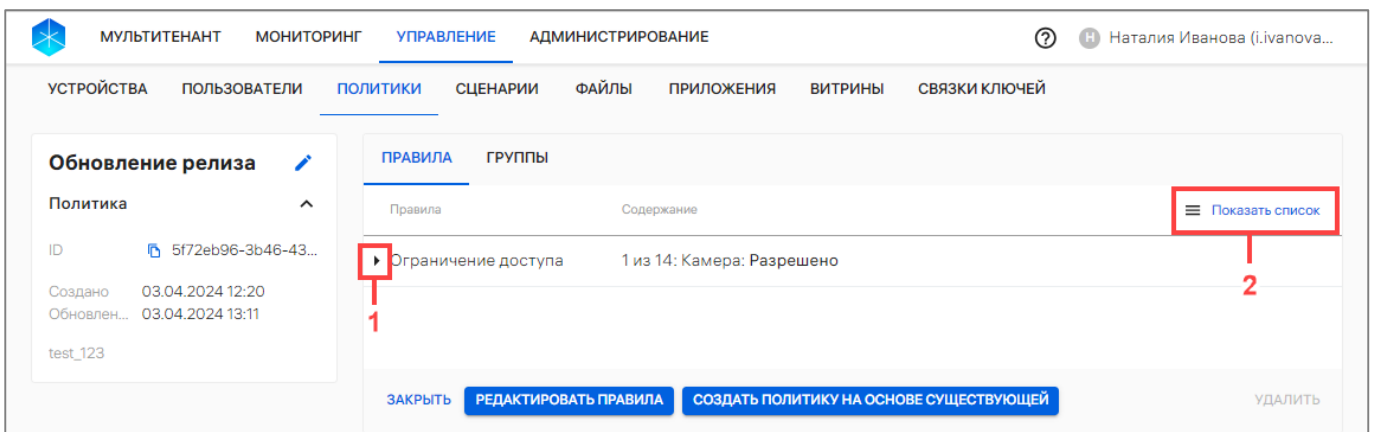 МУЛЬТИТЕНАНТ МОНИТОРИНГ УПРАВЛЕНИЕ АДМИНИСТРИРОВАНИЕ ? Н Наталия Иванова (i.ivanova...
УСТРОЙСТВА ПОЛЬЗОВАТЕЛИ ПОЛИТИКИ СЦЕНАРИИ ФАЙЛЫ ПРИЛОЖЕНИЯ ВИТРИНЫ СВЯЗКИ КЛЮЧЕЙ
Обновление релиза
Политика
ID 5f72eb96-3b46-43...
Создано 03.04.2024 12:20
Обновлен... 03.04.2024 13:11
test_123
ПРАВИЛА ГРУППЫ
Правила Содержание Показать список
Ограничение доступа 1 из 14: Камера: Разрешено
1
2
ЗАКРЫТЬ РЕДАКТИРОВАТЬ ПРАВИЛА СОЗДАТЬ ПОЛИТИКУ НА ОСНОВЕ СУЩЕСТВУЮЩЕЙ УДАЛИТЬ